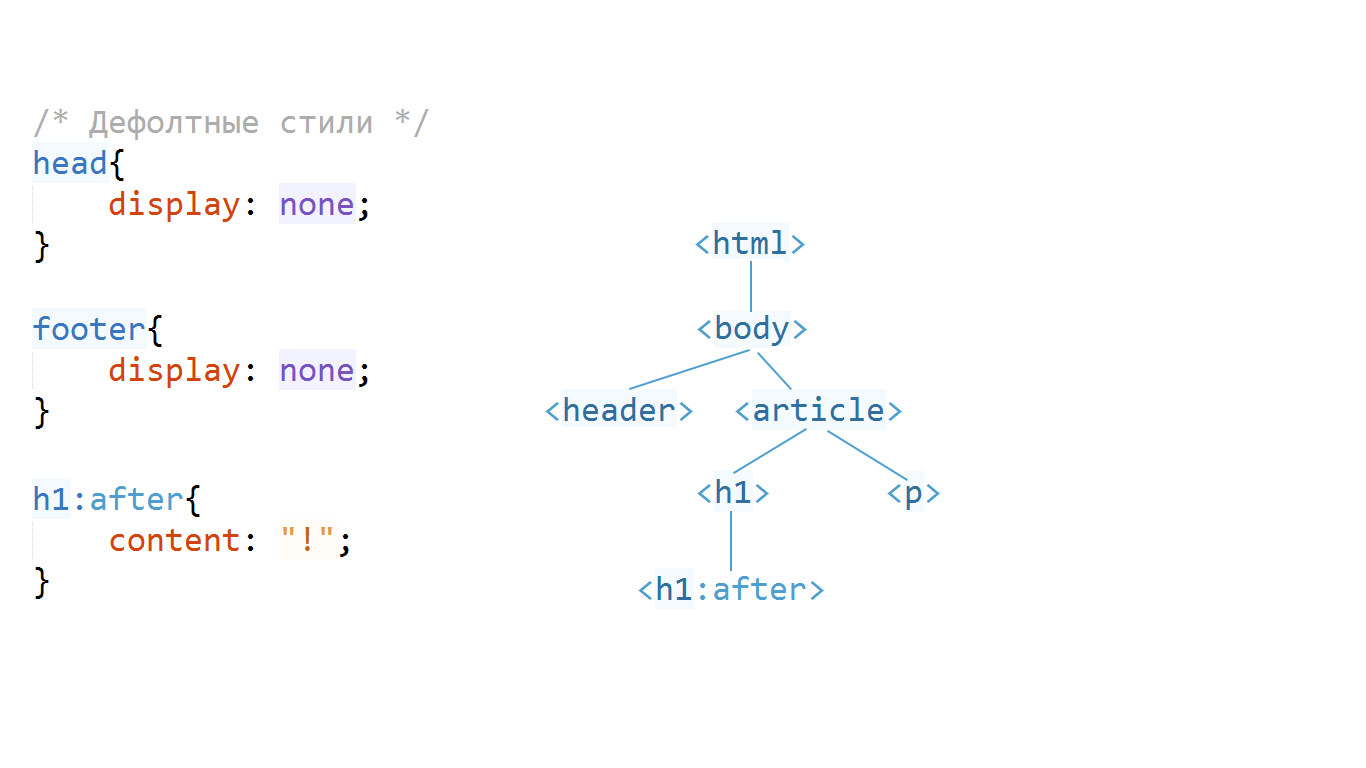 /* Дефолтные стили */
head{
display: none;
}
footer{
display: none;
}
h1:after{
content: "!";
}
<html>
<body>
<header> <article>
<h1> <p>
<h1:after>